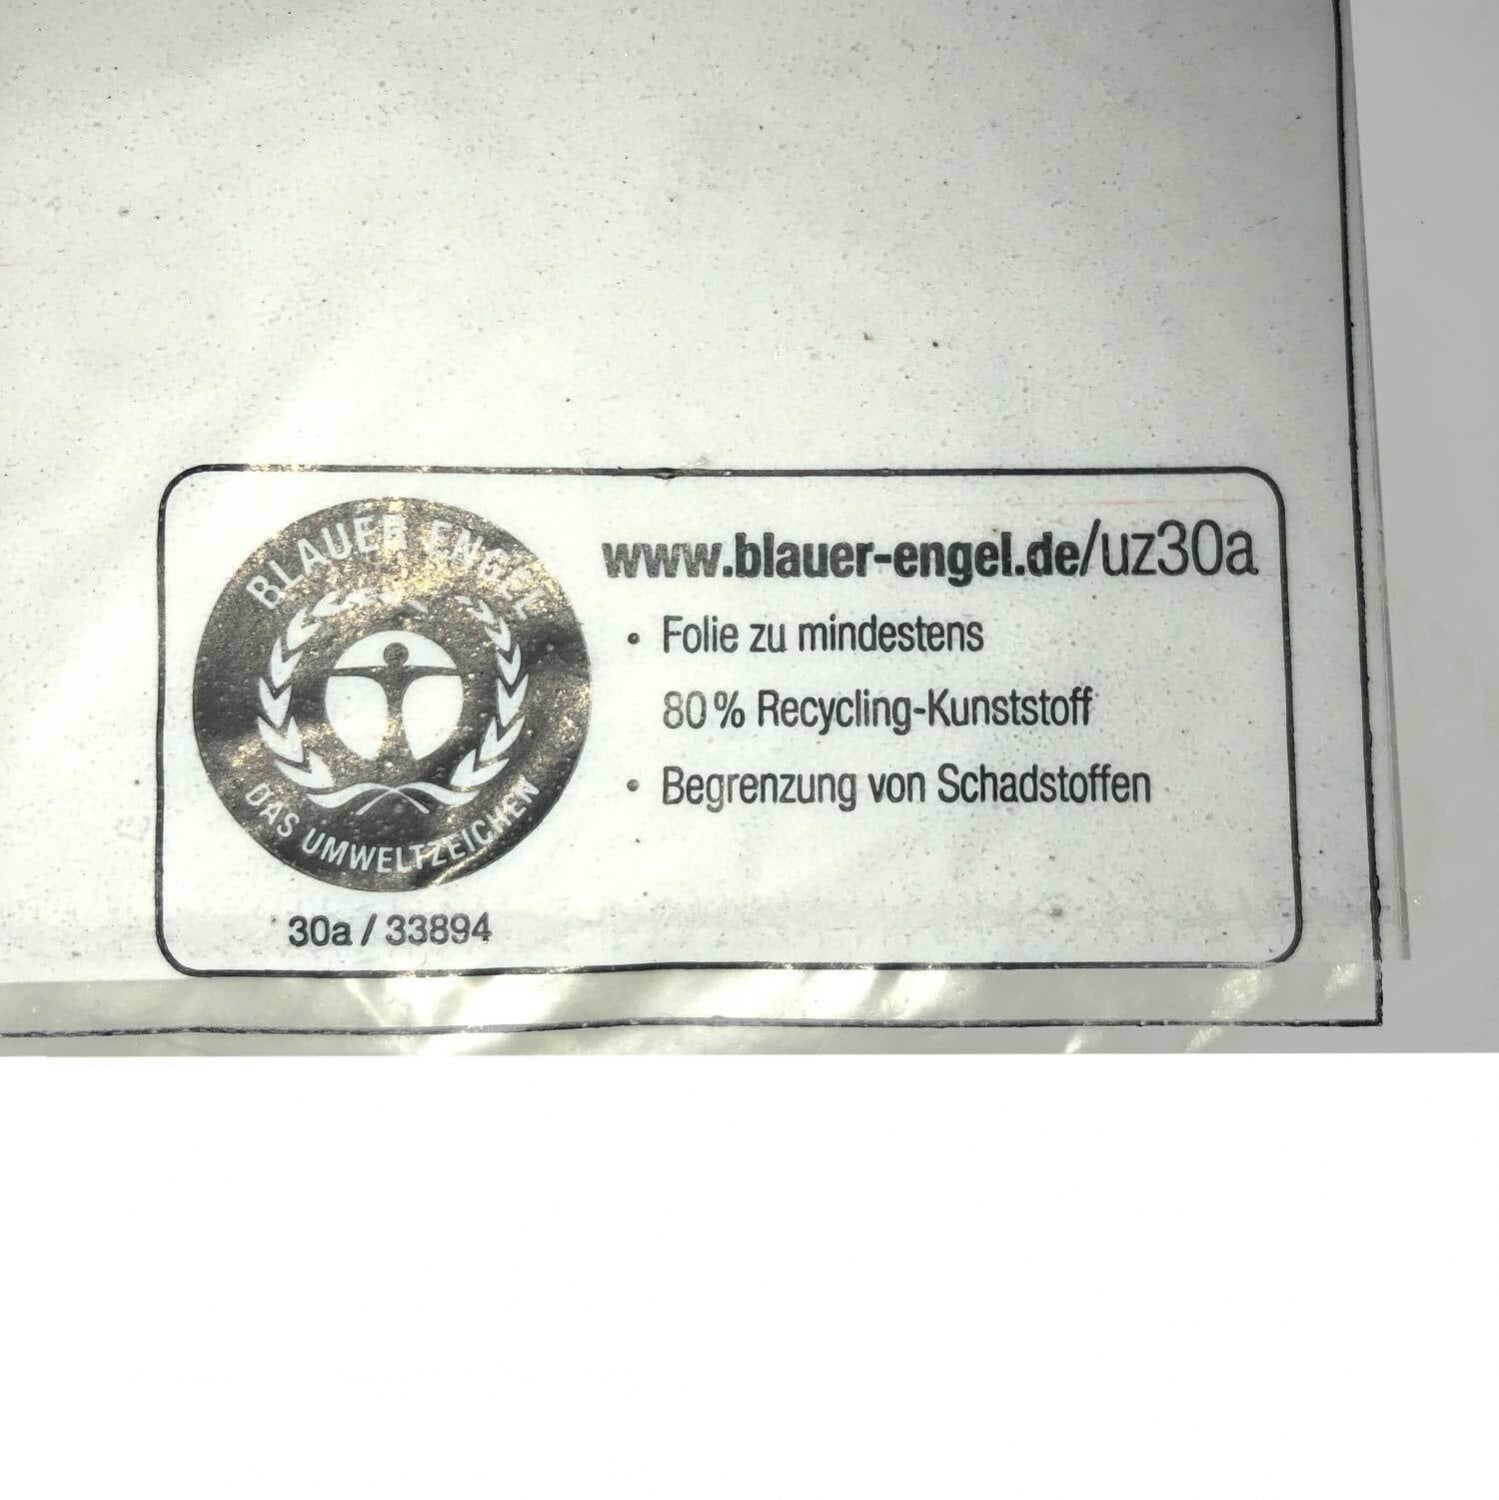 BLAUER ENGEL
DAS UMWELTZEICHEN
30a / 33894
www.blauer-engel.de/uz30a
• Folie zu mindestens
80 % Recycling-Kunststoff
• Begrenzung von Schadstoffen